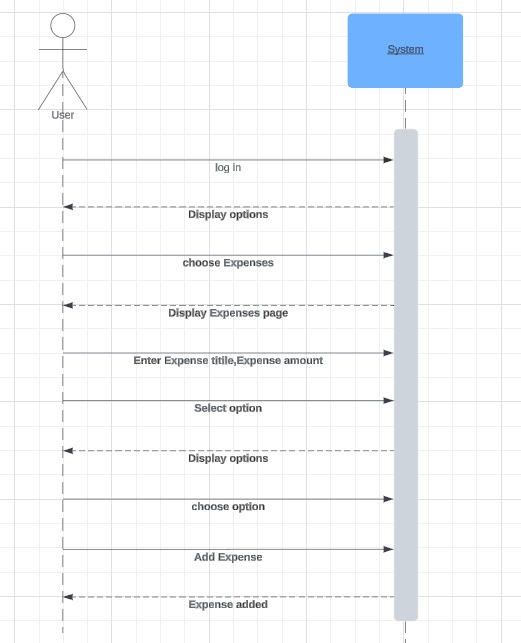 System
User
log in
Display options
choose Expenses
Display Expenses page
Enter Expense titile,Expense amount
Select option
Display options
choose option
Add Expense
Expense added